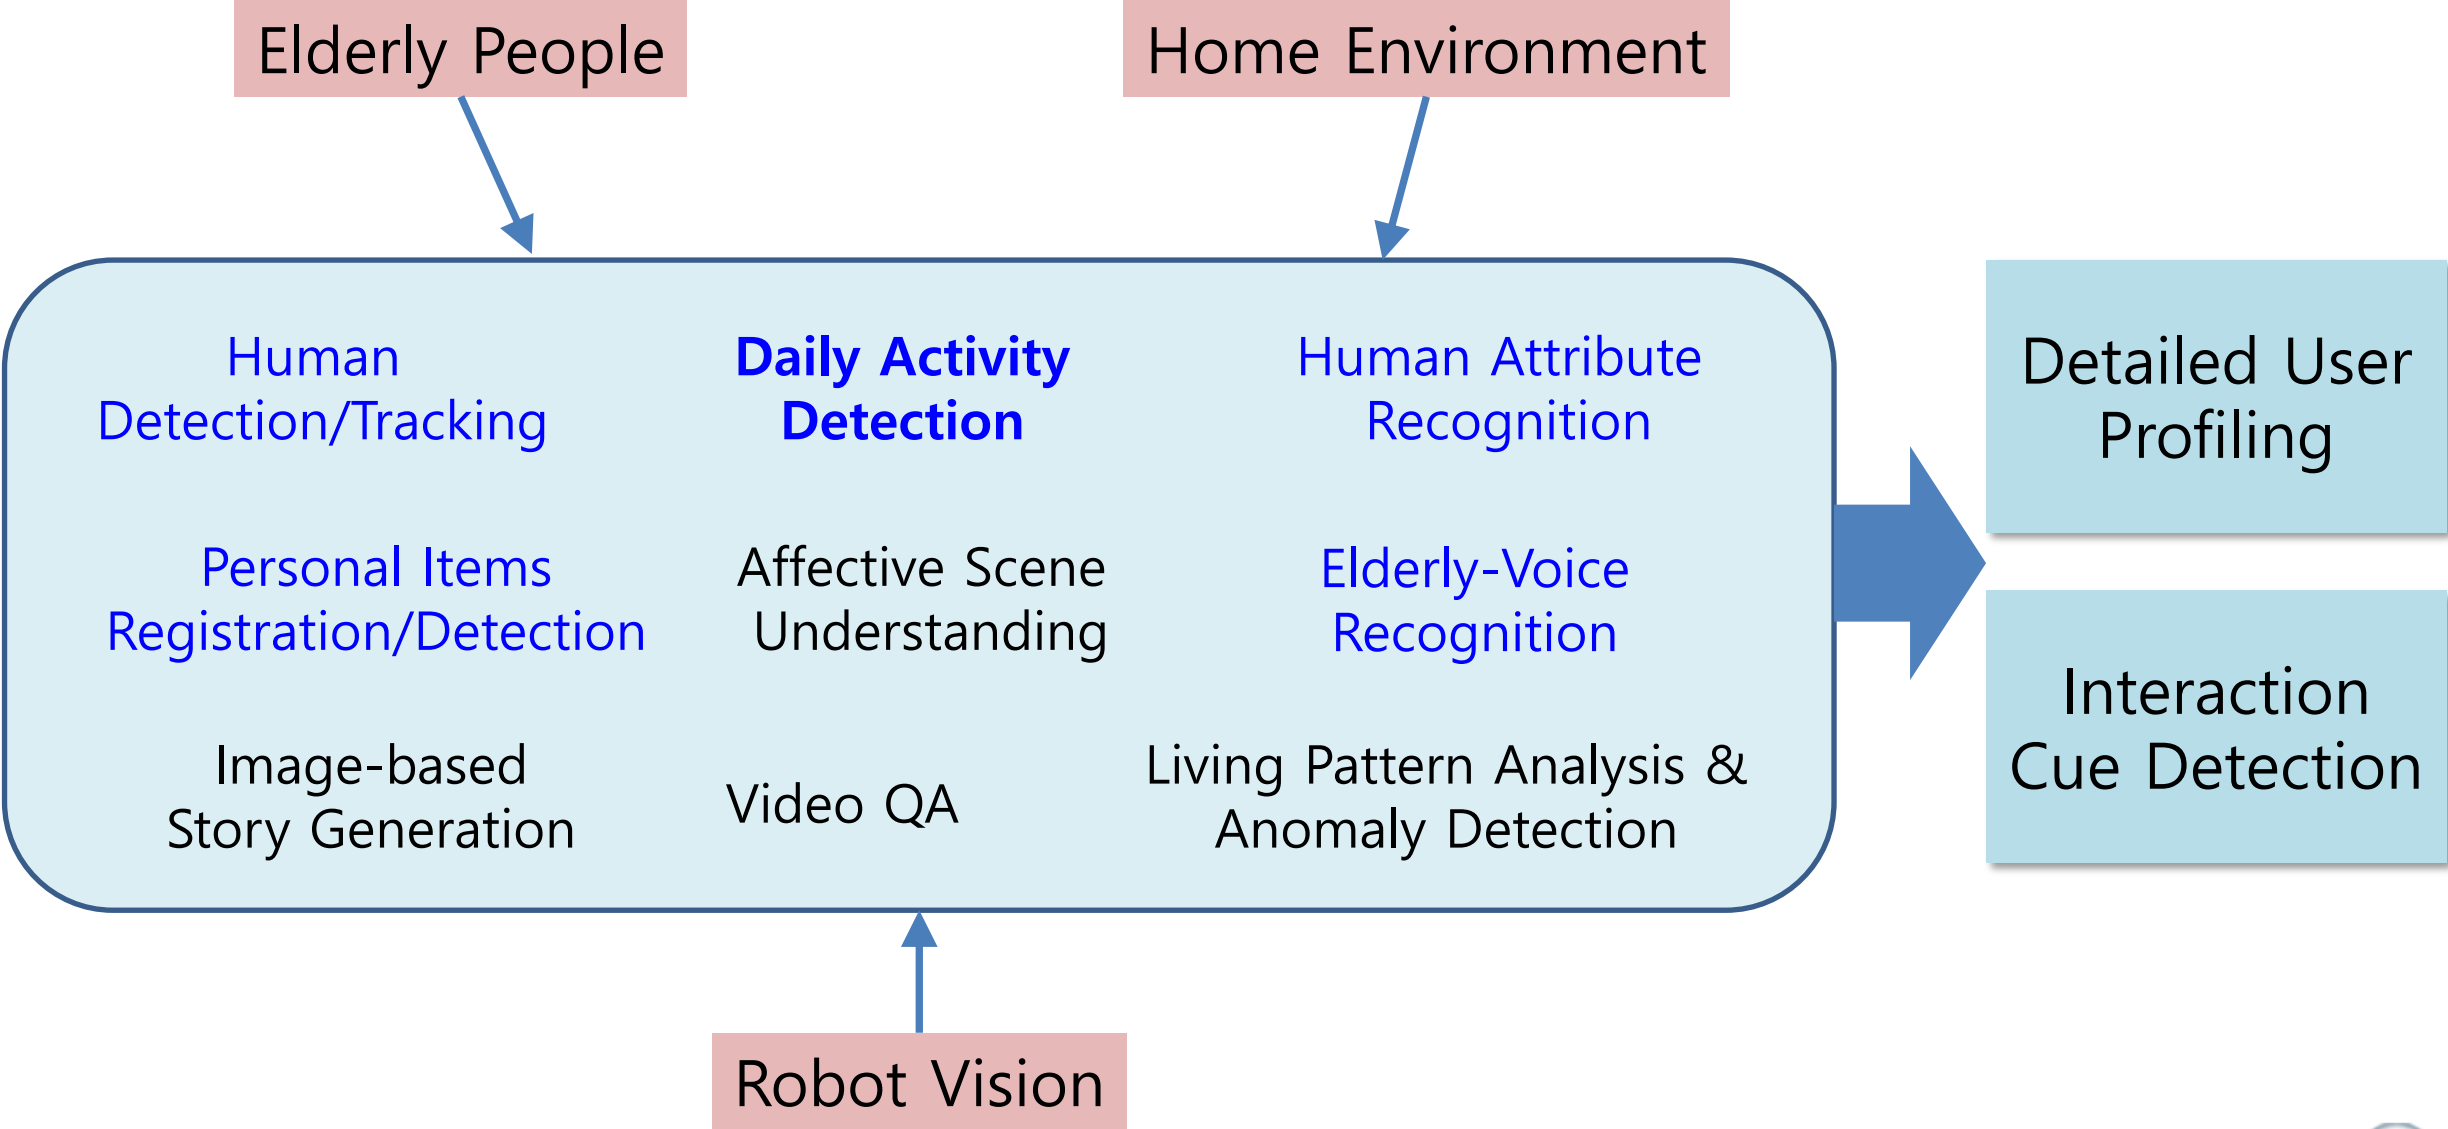 Elderly People
Home Environment
Human
Detection/Tracking
Daily Activity
Detection
Human Attribute
Recognition
Personal Items
Registration/Detection
Affective Scene
Understanding
Elderly-Voice
Recognition
Image-based
Story Generation
Video QA
Living Pattern Analysis &
Anomaly Detection
Detailed User
Profiling
Interaction
Cue Detection
Robot Vision